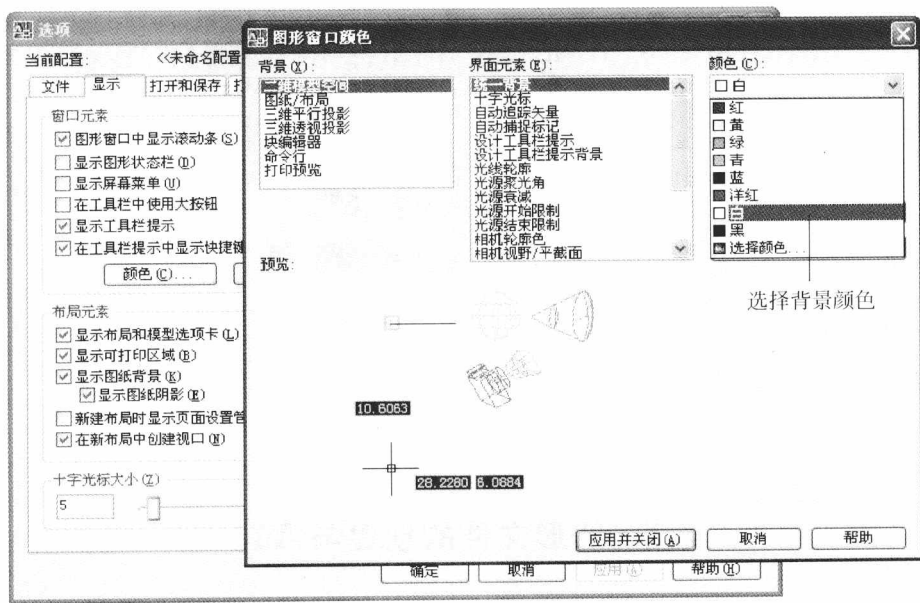 选项
当前配置:
<<未命名配置
文件
显示
打开和保存
打
窗口元素
图形窗口中显示滚动条(S)
显示图形状态栏(D)
显示屏幕菜单(U)
在工具栏中使用大按钮
显示工具栏提示
在工具栏提示中显示快捷键
颜色(C)...
布局元素
显示布局和模型选项卡(L)
显示可打印区域(B)
显示图纸背景(K)
显示图纸阴影(E)
新建布局时显示页面设置管
在新布局中创建视口(N)
十字光标大小(Z)
5
确定
取消
应用(A)
帮助(H)
图形窗口颜色
背景(X):
二维模型空间
图纸/布局
三维平行投影
三维透视投影
块编辑器
命令行
打印预览
界面元素(E):
统一背景
十字光标
自动追踪矢量
自动捕捉标记
设计工具栏提示
设计工具栏提示背景
光线轮廓
光源聚光角
光源衰减
光源开始限制
光源结束限制
相机轮廓色
相机视野/平截面
颜色(C):
白
红
黄
绿
青
蓝
洋红
白
黑
选择颜色...
选择背景颜色
预览:
10.6063
28.2280 6.0884
应用并关闭(A)
取消
帮助